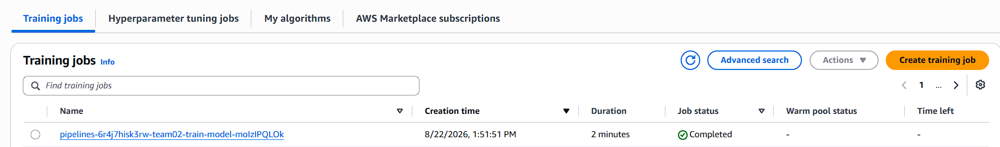 Training jobs Hyperparameter tuning jobs My algorithms AWS Marketplace subscriptions
Training jobs Info Advanced search Actions Create training job
Find training jobs 1 ...
Name Creation time Duration Job status Warm pool status Time left
pipelines-6r4j7hisk3rw-team02-train-model-moIzIPQLOk 8/22/2026, 1:51:51 PM 2 minutes Completed - -